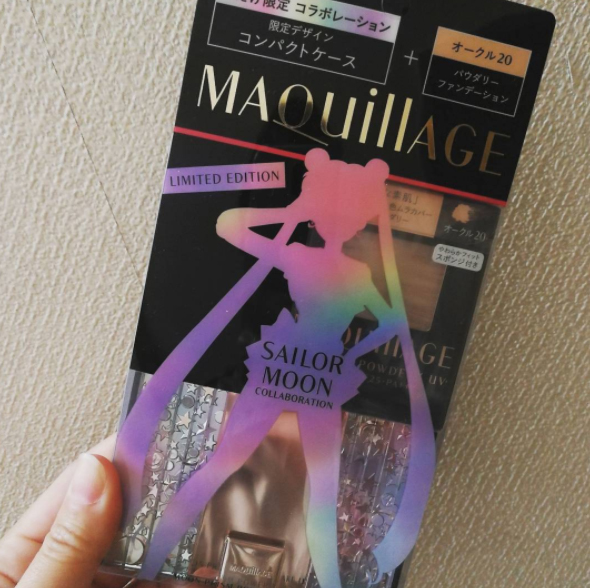 限定 コラボレーション
限定デザイン
コンパクトケース
+
オークル20
パウダリー
ファンデーション
MAQuillAGE
LIMITED EDITION
オークル20
やわらかフィット
スポンジ付き
SAILOR
MOON
COLLABORATION
MAQuillAGE